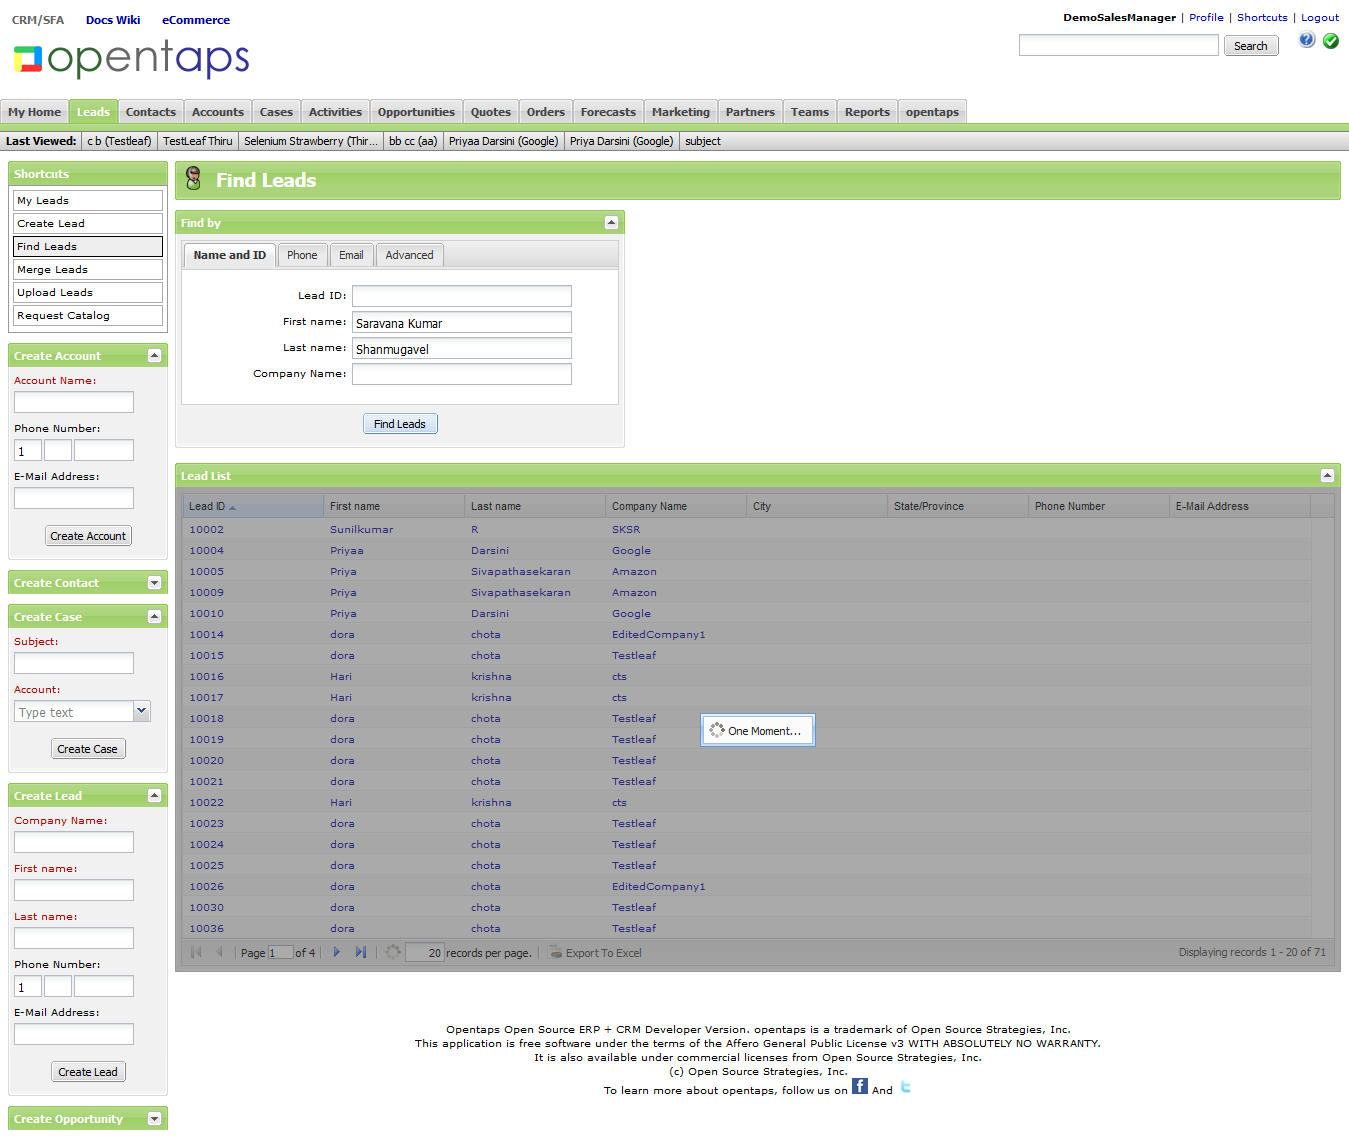 CRM/SFA Docs Wiki eCommerce
DemoSalesManager | Profile | Shortcuts | Logout
opentaps
Search
My Home Leads Contacts Accounts Cases Activities Opportunities Quotes Orders Forecasts Marketing Partners Teams Reports opentaps
Last Viewed: c b (Testleaf) TestLeaf Thiru Selenium Strawberry (Thir... bb cc (aa) Priyaa Darsini (Google) Priya Darsini (Google) subject
Shortcuts
My Leads
Create Lead
Find Leads
Merge Leads
Upload Leads
Request Catalog
Create Account
Account Name:
Phone Number:
1
E-Mail Address:
Create Account
Create Contact
Create Case
Subject:
Account:
Type text
Create Case
Create Lead
Company Name:
First name:
Last name:
Phone Number:
1
E-Mail Address:
Create Lead
Create Opportunity
Find Leads
Find by
Name and ID Phone Email Advanced
Lead ID:
First name: Saravana Kumar
Last name: Shanmugavel
Company Name:
Find Leads
Lead List
Lead ID First name Last name Company Name City State/Province Phone Number E-Mail Address
10002 Sunilkumar R SKSR
10004 Priyaa Darsini Google
10005 Priya Sivapathasekaran Amazon
10009 Priya Sivapathasekaran Amazon
10010 Priya Darsini Google
10014 dora chota EditedCompany1
10015 dora chota Testleaf
10016 Hari krishna cts
10017 Hari krishna cts
10018 dora chota Testleaf
10019 dora chota Testleaf
One Moment...
10020 dora chota Testleaf
10021 dora chota Testleaf
10022 Hari krishna cts
10023 dora chota Testleaf
10024 dora chota Testleaf
10025 dora chota Testleaf
10026 dora chota EditedCompany1
10030 dora chota Testleaf
10036 dora chota Testleaf
Page 1 of 4 20 records per page. Export To Excel Displaying records 1 - 20 of 71
Opentaps Open Source ERP + CRM Developer Version. opentaps is a trademark of Open Source Strategies, Inc.
This application is free software under the terms of the Affero General Public License v3 WITH ABSOLUTELY NO WARRANTY.
It is also available under commercial licenses from Open Source Strategies, Inc.
(c) Open Source Strategies, Inc.
To learn more about opentaps, follow us on f And t